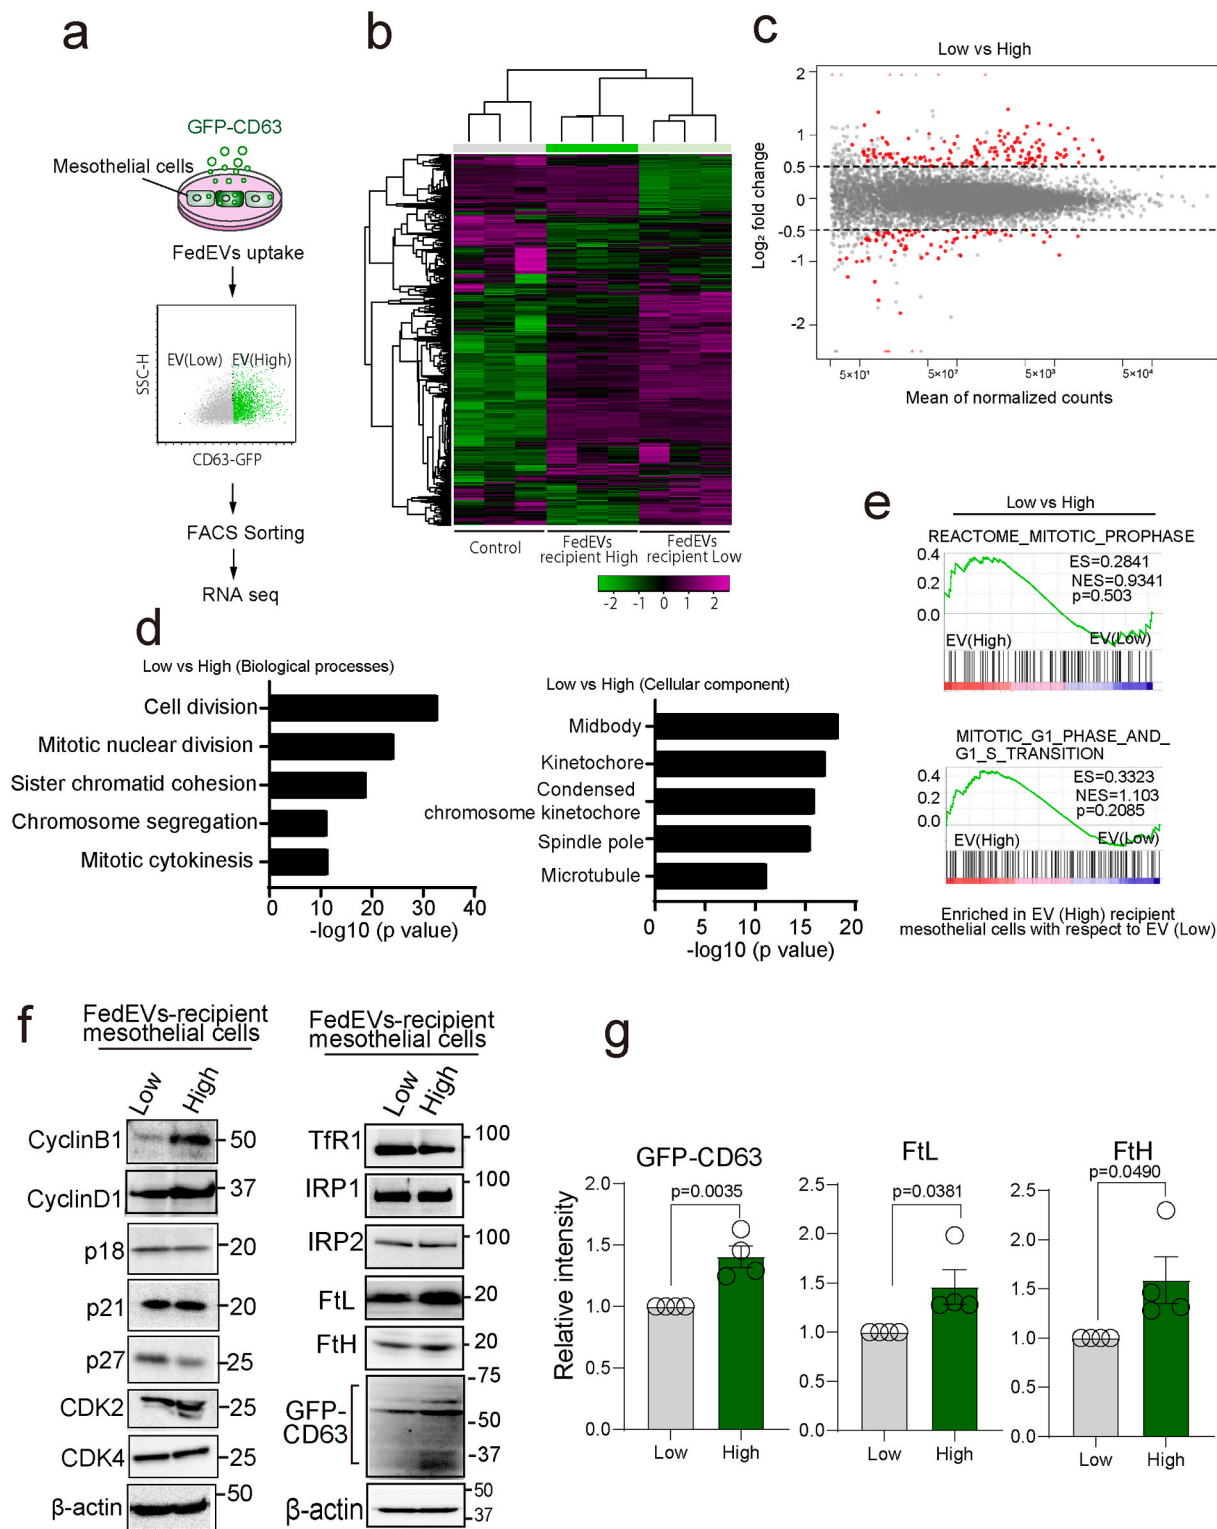 a
GFP-CD63
Mesothelial cells
FedEVs uptake
EV(Low) EV(High)
SSC-H
CD63-GFP
FACS Sorting
RNA seq
b
Control
FedEVs
recipient High
FedEVs
recipient Low
-2 -1 0 1 2
c
Low vs High
Log₂ fold change
2
1
0.5
0
-0.5
-1
-2
5×10¹ 5×10² 5×10³ 5×10⁴
Mean of normalized counts
d
Low vs High (Biological processes)
Cell division
Mitotic nuclear division
Sister chromatid cohesion
Chromosome segregation
Mitotic cytokinesis
0 10 20 30 40
-log10 (p value)
Low vs High (Cellular component)
Midbody
Kinetochore
Condensed
chromosome kinetochore
Spindle pole
Microtubule
0 5 10 15 20
-log10 (p value)
e
Low vs High
REACTOME_MITOTIC_PROPHASE
0.4
0.2
0.0
ES=0.2841
NES=0.9341
p=0.503
EV(High) EV(Low)
MITOTIC_G1_PHASE_AND_
G1_S_TRANSITION
0.4
0.2
0.0
ES=0.3323
NES=1.103
p=0.2085
EV(High) EV(Low)
Enriched in EV (High) recipient
mesothelial cells with respect to EV (Low)
f
FedEVs-recipient
mesothelial cells
Low High
CyclinB1 -50
CyclinD1 -37
p18 -20
p21 -20
p27 -25
CDK2 -25
CDK4 -25
β-actin -50
FedEVs-recipient
mesothelial cells
Low High
TfR1 -100
IRP1 -100
IRP2 -100
FtL -20
FtH -20
-75
GFP-
CD63
-50
-37
β-actin
-50
-37
g
GFP-CD63
p=0.0035
Relative intensity
2.0
1.5
1.0
0.5
0.0
Low High
FtL
p=0.0381
2.5
2.0
1.5
1.0
0.5
0.0
Low High
FtH
p=0.0490
2.5
2.0
1.5
1.0
0.5
0.0
Low High